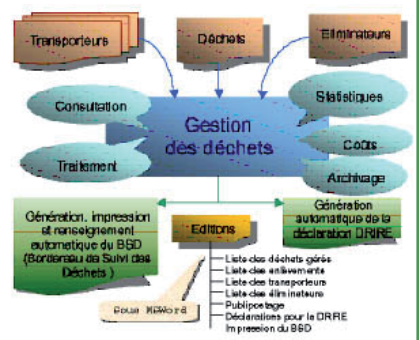 Transporteurs
Déchets
Eliminateurs
Consultation
Statistiques
Gestion
des déchets
Coûts
Traitement
Archivage
Génération, impression
et renseignement
automatique du BSD
(Bordereau de Suivi des
Déchets )
Editions
Génération
automatique de la
déclaration DRIRE
Liste des déchets gérés
Liste des enlèvements
Liste des transporteurs
Liste des éliminateurs
Publipostage
Déclarations pour la DRIRE
Impression du BSD
Sous MSWord